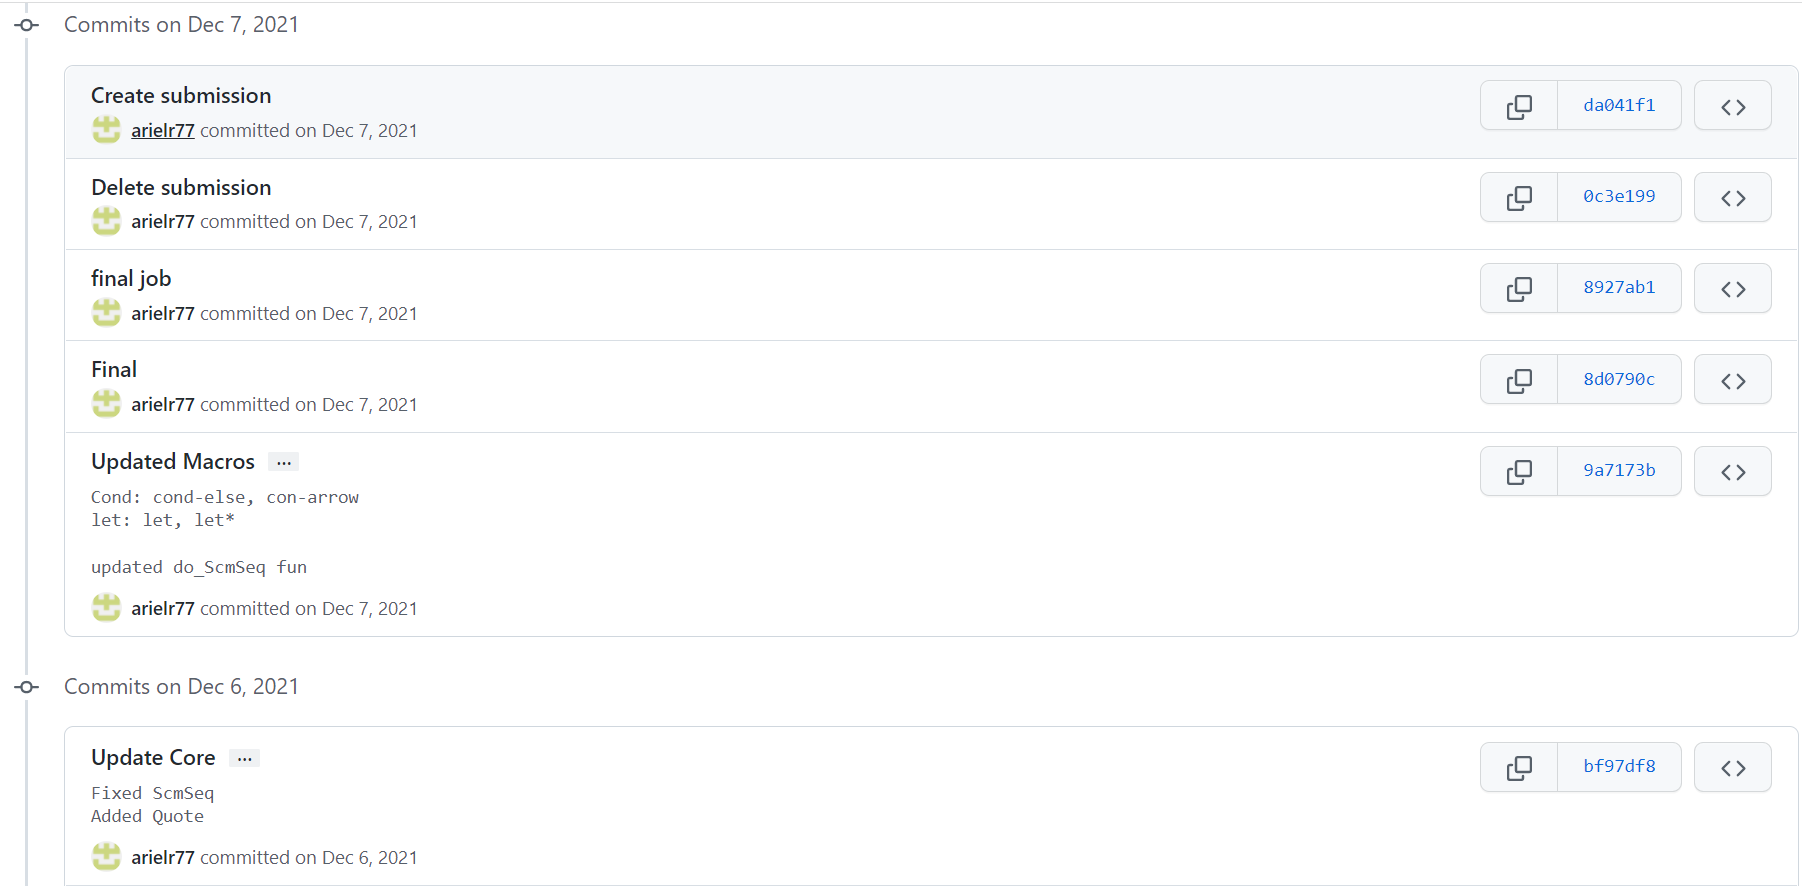 Commits on Dec 7, 2021
Create submission
da041f1
arielr77 committed on Dec 7, 2021
Delete submission
0c3e199
arielr77 committed on Dec 7, 2021
final job
8927ab1
arielr77 committed on Dec 7, 2021
Final
8d0790c
arielr77 committed on Dec 7, 2021
Updated Macros ...
9a7173b
Cond: cond-else, con-arrow
let: let, let*
updated do_ScmSeq fun
arielr77 committed on Dec 7, 2021
Commits on Dec 6, 2021
Update Core ...
bf97df8
Fixed ScmSeq
Added Quote
arielr77 committed on Dec 6, 2021